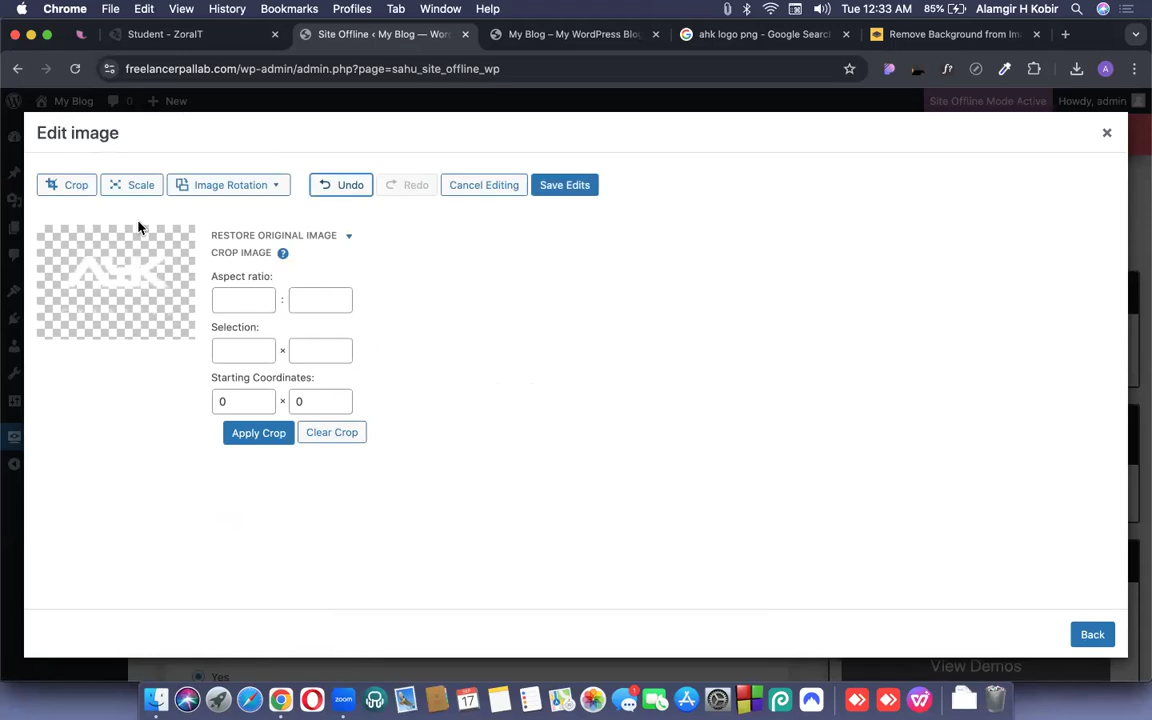 Chrome File Edit View History Bookmarks Profiles Tab Window Help Tue 12:33 AM 85% Alamgir H Kobir
Student - ZoraIT Site Offline ‹ My Blog — Wor My Blog – My WordPress Blog ahk logo png - Google Searc Remove Background from Im
freelancerpallab.com/wp-admin/admin.php?page=sahu_site_offline_wp
My Blog 0 New Site Offline Mode Active Howdy, admin
Edit image
Crop Scale Image Rotation Undo Redo Cancel Editing Save Edits
RESTORE ORIGINAL IMAGE
CROP IMAGE ?
Aspect ratio:
:
Selection:
×
Starting Coordinates:
0 × 0
Apply Crop Clear Crop
AHK
Back
Yes
View Demos